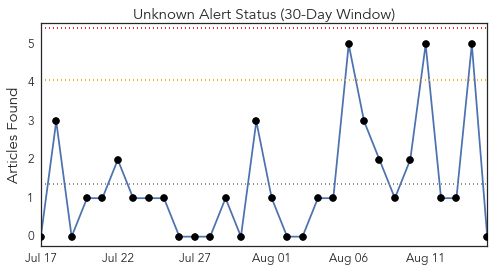 Unknown Alert Status (30-Day Window)
Articles Found
5
4
3
2
1
0
Jul 17 Jul 22 Jul 27 Aug 01 Aug 06 Aug 11